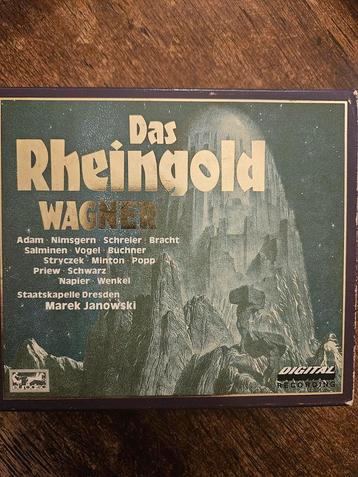 Das
Rheingold
WAGNER
Adam · Nimsgern · Schreier · Bracht
Salminen · Vogel · Büchner
Stryczek · Minton · Popp
Priew · Schwarz
Napier · Wenkel
Staatskapelle Dresden
Marek Janowski
DIGITAL
RECORDING